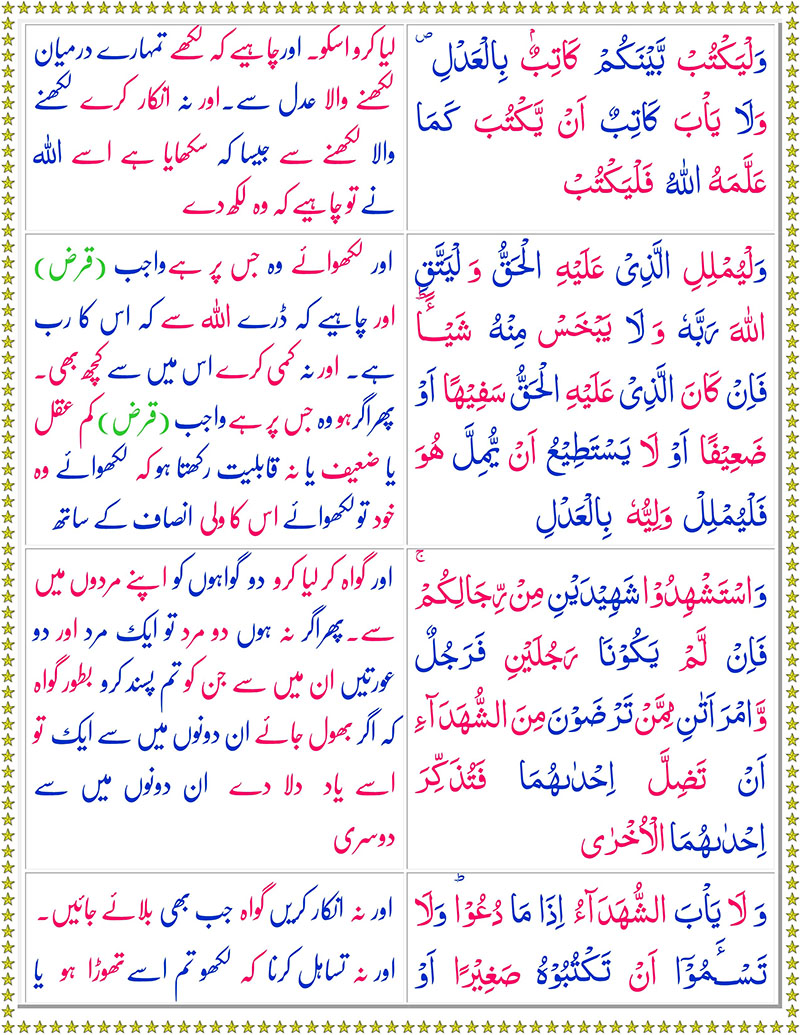 وَلْيَكْتُبْ بَّيْنَكُمْ كَاتِبٌۢ بِالْعَدْلِ ۖ
وَلَا يَاْبَ كَاتِبٌ اَنْ يَّكْتُبَ كَمَا
عَلَّمَهُ اللّٰهُ فَلْيَكْتُبْ
لیا کرو اسکو۔ اور چاہیے کہ لکھے تمہارے درمیان
لکھنے والا عدل سے۔ اور نہ انکار کرے لکھنے
والا لکھنے سے جیسا کہ سکھایا ہے اسے اللہ
نے تو چاہیے کہ وہ لکھ دے
وَلْيُمْلِلِ الَّذِىْ عَلَيْهِ الْحَقُّ وَ لْيَتَّقِ
اللّٰهَ رَبَّهٗ وَ لَا يَبْخَسْ مِنْهُ شَيْـــًٔـا ؕ
فَاِنْ كَانَ الَّذِىْ عَلَيْهِ الْحَقُّ سَفِيْهًا اَوْ
ضَعِيْفًا اَوْ لَا يَسْتَطِيْعُ اَنْ يُّمِلَّ هُوَ
فَلْيُمْلِلْ وَلِيُّهٗ بِالْعَدْلِ
اور لکھوائے وہ جس پر ہے واجب (قرض)
اور چاہیے کہ ڈرے اللہ سے کہ اس کا رب
ہے۔ اور نہ کمی کرے اس میں سے کچھ بھی۔
پھر اگر ہو وہ جس پر ہے واجب (قرض) کم عقل
یا ضعیف یا نہ قابلیت رکھتا ہو کہ لکھوائے وہ
خود تو لکھوائے اس کا ولی انصاف کے ساتھ
وَاسْتَشْهِدُوْا شَهِيْدَيْنِ مِنْ رِّجَالِكُمْ ۚ
فَاِنْ لَّمْ يَكُوْنَا رَجُلَيْنِ فَرَجُلٌ
وَّامْرَاَتٰنِ مِمَّنْ تَرْضَوْنَ مِنَ الشُّهَدَآءِ
اَنْ تَضِلَّ اِحْدٰٮهُمَا فَتُذَكِّرَ
اِحْدٰٮهُمَا الْاُخْرٰى
اور گواہ کر لیا کرو دو گواہوں کو اپنے مردوں میں
سے۔ پھر اگر نہ ہوں دو مرد تو ایک مرد اور دو
عورتیں ان میں سے جن کو تم پسند کرو بطور گواہ
کہ اگر بھول جائے ان دونوں میں سے ایک تو
اسے یاد دلا دے ان دونوں میں سے
دوسری
وَ لَا يَاْبَ الشُّهَدَآءُ اِذَا مَا دُعُوْا ؕ وَلَا
تَسْـــَٔمُوْٓا اَنْ تَكْتُبُوْهُ صَغِيْرًا اَوْ
اور نہ انکار کریں گواہ جب بھی بلائے جائیں۔
اور نہ تساہل کرنا کہ لکھو تم اسے تھوڑا ہو یا